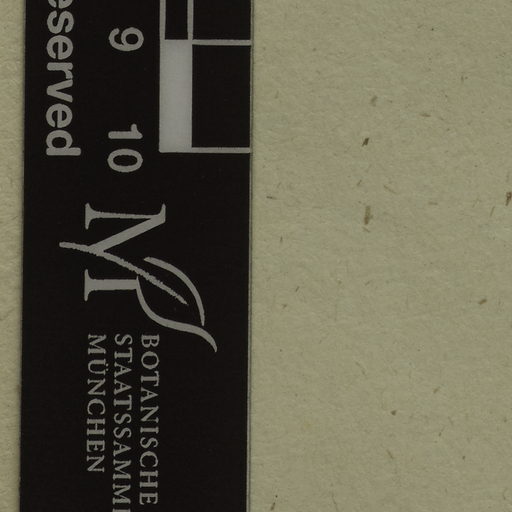 eserved
9 10
M
BOTANISCHE
STAATSSAMML
MÜNCHEN